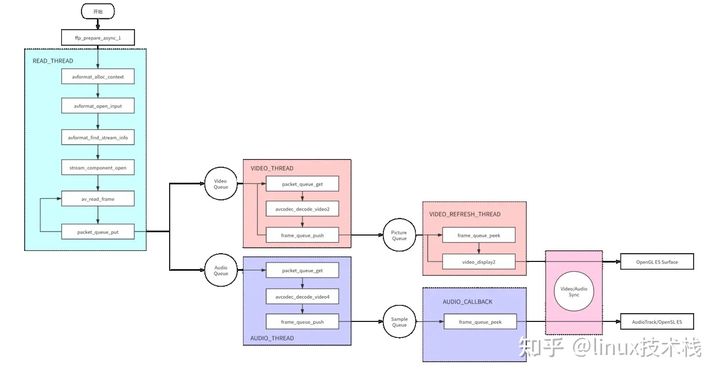 开始
ffp_prepare_async_1
READ_THREAD
avformat_alloc_context
avformat_open_input
avformat_find_stream_info
stream_component_open
av_read_frame
packet_queue_put
Video
Queue
VIDEO_THREAD
packet_queue_get
avcodec_decode_video2
frame_queue_push
Picture
Queue
VIDEO_REFRESH_THREAD
frame_queue_peek
video_display2
Audio
Queue
packet_queue_get
avcodec_decode_video4
frame_queue_push
AUDIO_THREAD
Sample
Queue
AUDIO_CALLBACK
frame_queue_peek
Video/Audio
Sync
OpenGL ES Surface
AudioTrack/OpenSL ES
知乎 @linux技术栈